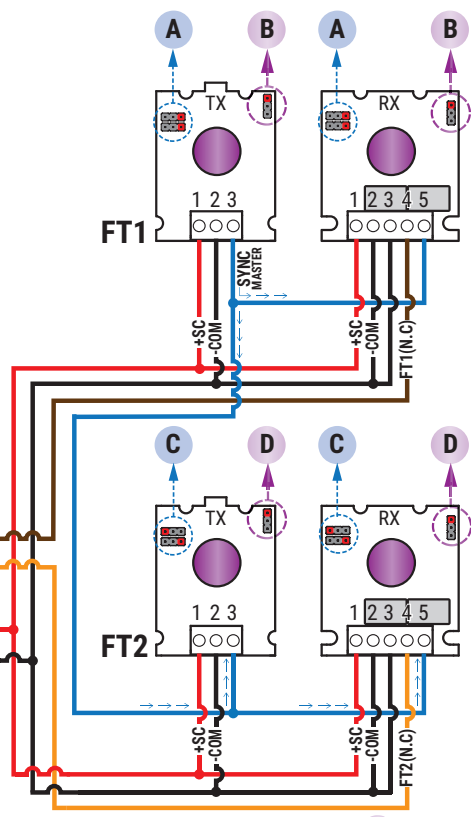 A B A B
TX RX
1 2 3 1 2 3 4 5
FT1
SYNC
MASTER
+SC -COM +SC -COM FT1(N.C)
C D C D
TX RX
1 2 3 1 2 3 4 5
FT2
+SC -COM +SC -COM FT2(N.C)